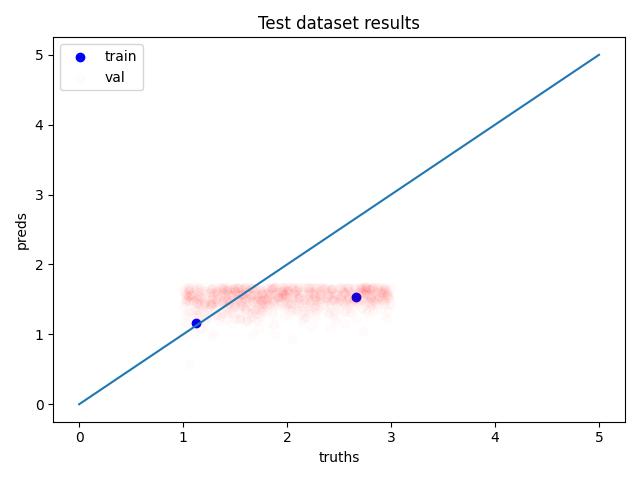 Test dataset results
train
val
5
4
3
2
1
0
preds
0 1 2 3 4 5
truths